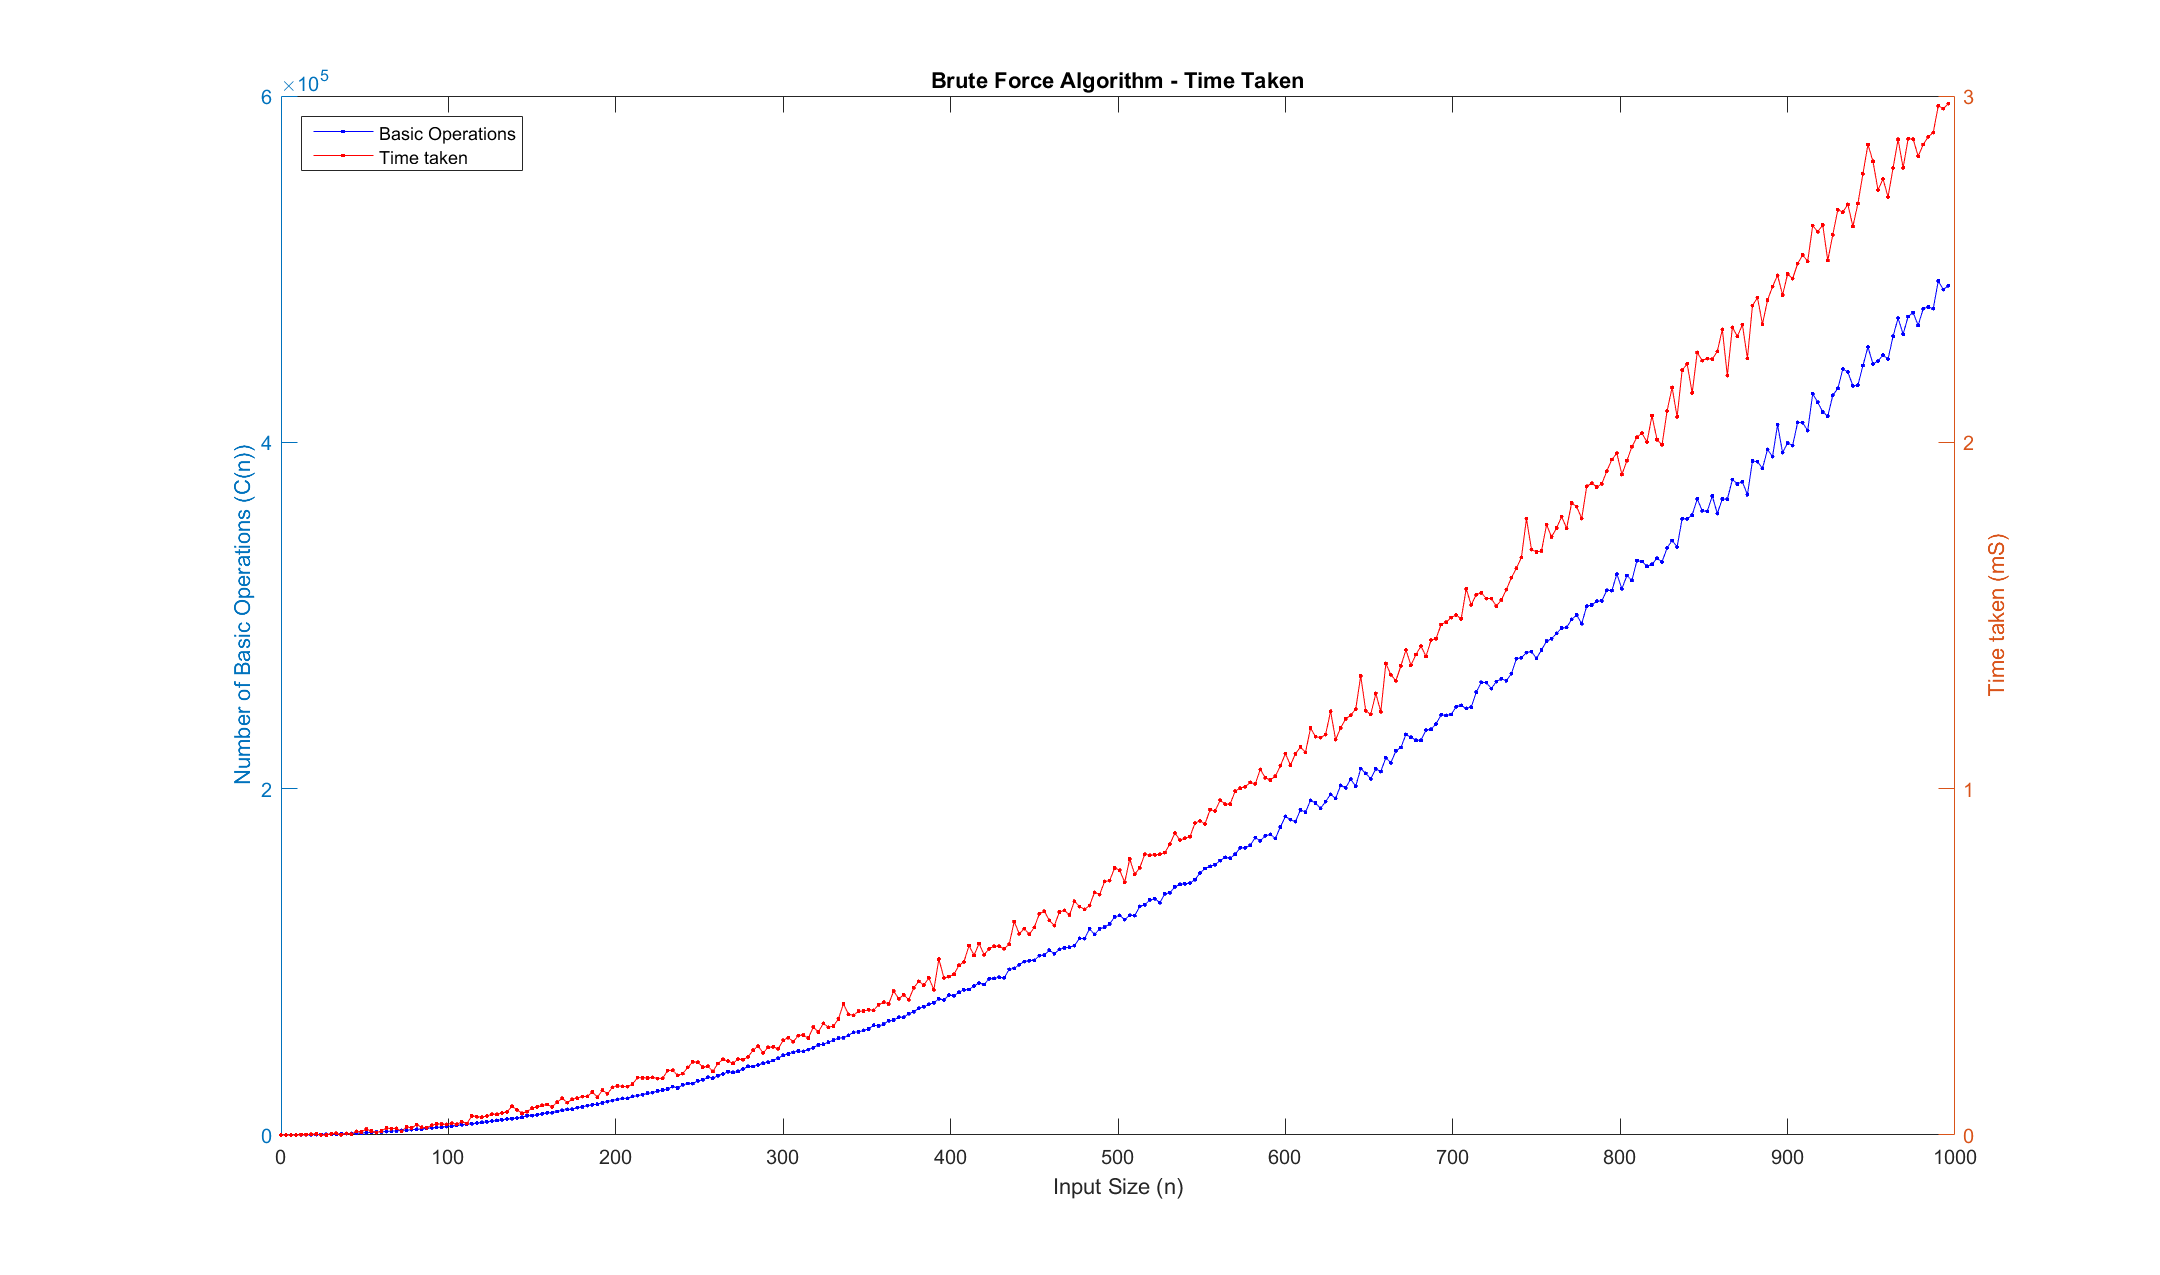 Brute Force Algorithm - Time Taken
×10^5
Basic Operations
Time taken
6
4
2
0
Number of Basic Operations (C(n))
3
2
1
0
Time taken (mS)
0 100 200 300 400 500 600 700 800 900 1000
Input Size (n)